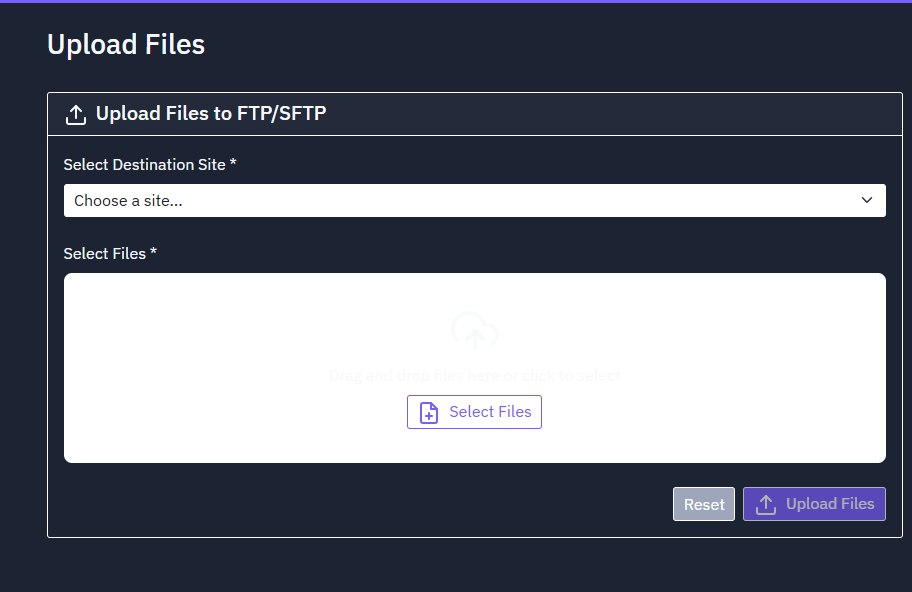 Upload Files
Upload Files to FTP/SFTP
Select Destination Site *
Choose a site...
Select Files *
Drag and drop files here or click to select
Select Files
Reset
Upload Files